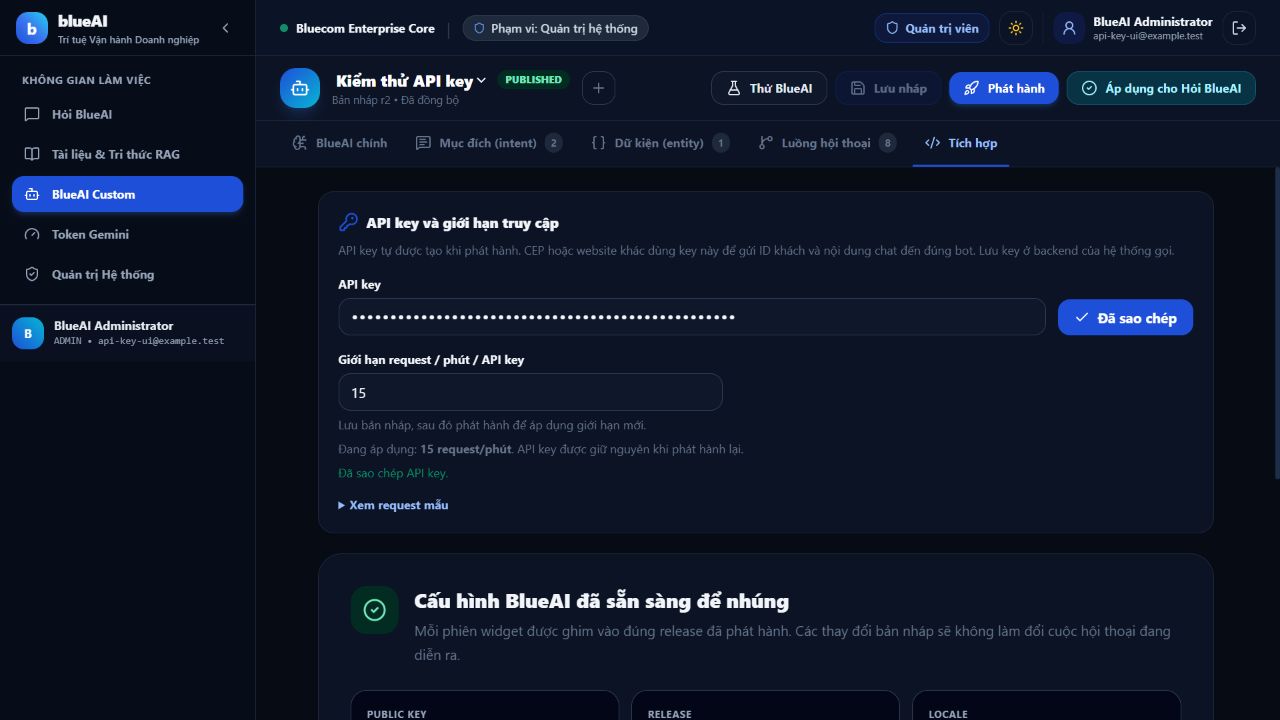 b
blueAI
Trí tuệ Vận hành Doanh nghiệp
KHÔNG GIAN LÀM VIỆC
Hỏi BlueAI
Tài liệu & Tri thức RAG
BlueAI Custom
Token Gemini
Quản trị Hệ thống
B
BlueAI Administrator
ADMIN • api-key-ui@example.test
Bluecom Enterprise Core
Phạm vi: Quản trị hệ thống
Quản trị viên
BlueAI Administrator
api-key-ui@example.test
Kiểm thử API key
PUBLISHED
Bản nháp r2 • Đã đồng bộ
Thử BlueAI
Lưu nháp
Phát hành
Áp dụng cho Hỏi BlueAI
BlueAI chính
Mục đích (intent) 2
Dữ kiện (entity) 1
Luồng hội thoại 8
Tích hợp
API key và giới hạn truy cập
API key tự được tạo khi phát hành. CEP hoặc website khác dùng key này để gửi ID khách và nội dung chat đến đúng bot. Lưu key ở backend của hệ thống gọi.
API key
Đã sao chép
Giới hạn request / phút / API key
15
Lưu bản nháp, sau đó phát hành để áp dụng giới hạn mới.
Đang áp dụng: 15 request/phút. API key được giữ nguyên khi phát hành lại.
Đã sao chép API key.
Xem request mẫu
Cấu hình BlueAI đã sẵn sàng để nhúng
Mỗi phiên widget được ghim vào đúng release đã phát hành. Các thay đổi bản nháp sẽ không làm đổi cuộc hội thoại đang
diễn ra.
PUBLIC KEY
RELEASE
LOCALE